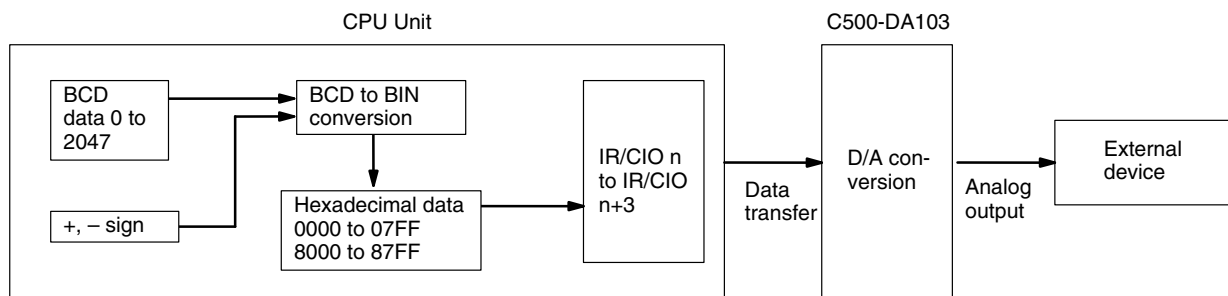 CPU Unit
C500-DA103
BCD
data 0 to
2047
BCD to BIN
conversion
+, – sign
Hexadecimal data
0000 to 07FF
8000 to 87FF
IR/CIO n
to IR/CIO
n+3
Data
transfer
D/A con-
version
Analog
output
External
device